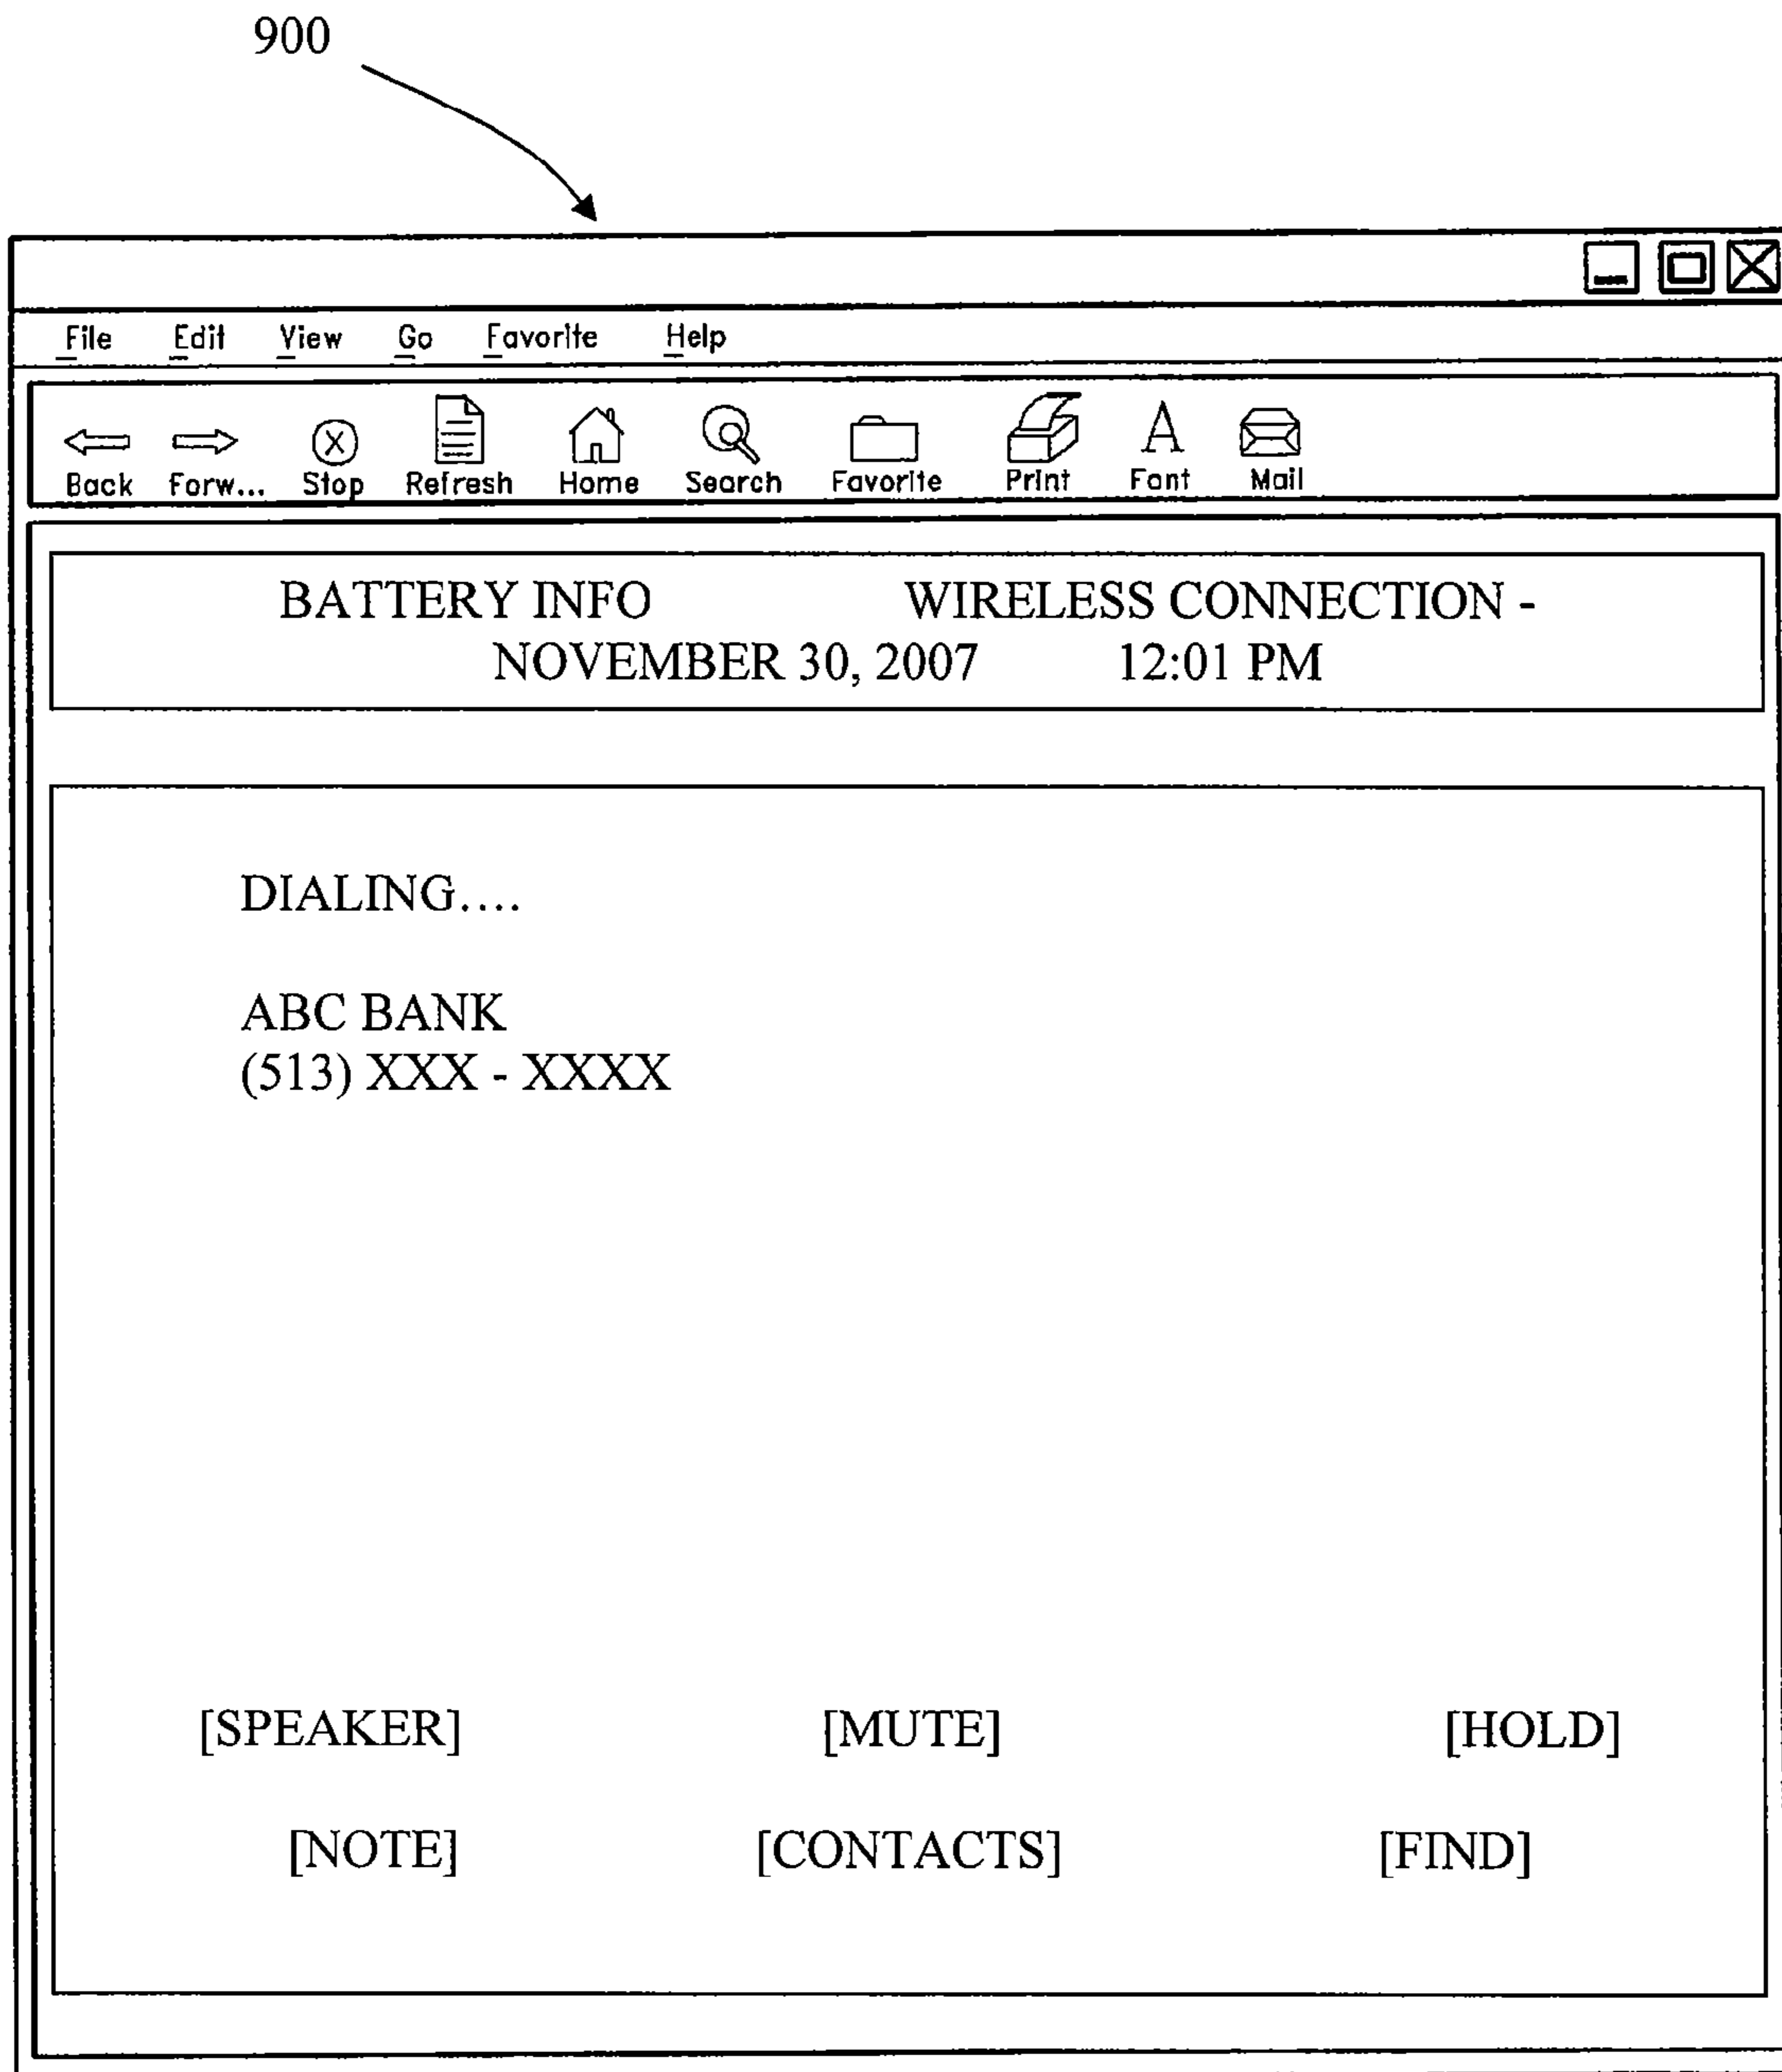 900
File Edit View Go Favorite Help
Back Forw... Stop Refresh Home Search Favorite Print Font Mail
BATTERY INFO WIRELESS CONNECTION -
NOVEMBER 30, 2007 12:01 PM
DIALING....
ABC BANK
(513) XXX - XXXX
[SPEAKER] [MUTE] [HOLD]
[NOTE] [CONTACTS] [FIND]